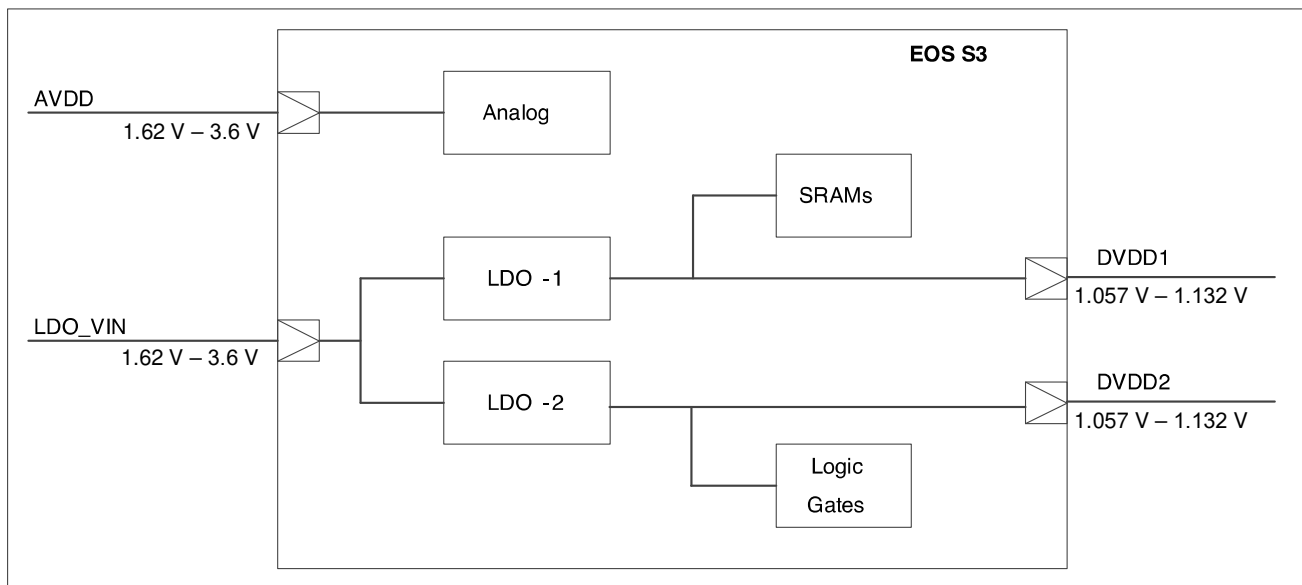 EOS S3
AVDD
1.62 V – 3.6 V
Analog
SRAMs
LDO -1
DVDD1
1.057 V – 1.132 V
LDO_VIN
1.62 V – 3.6 V
LDO -2
DVDD2
1.057 V – 1.132 V
Logic
Gates